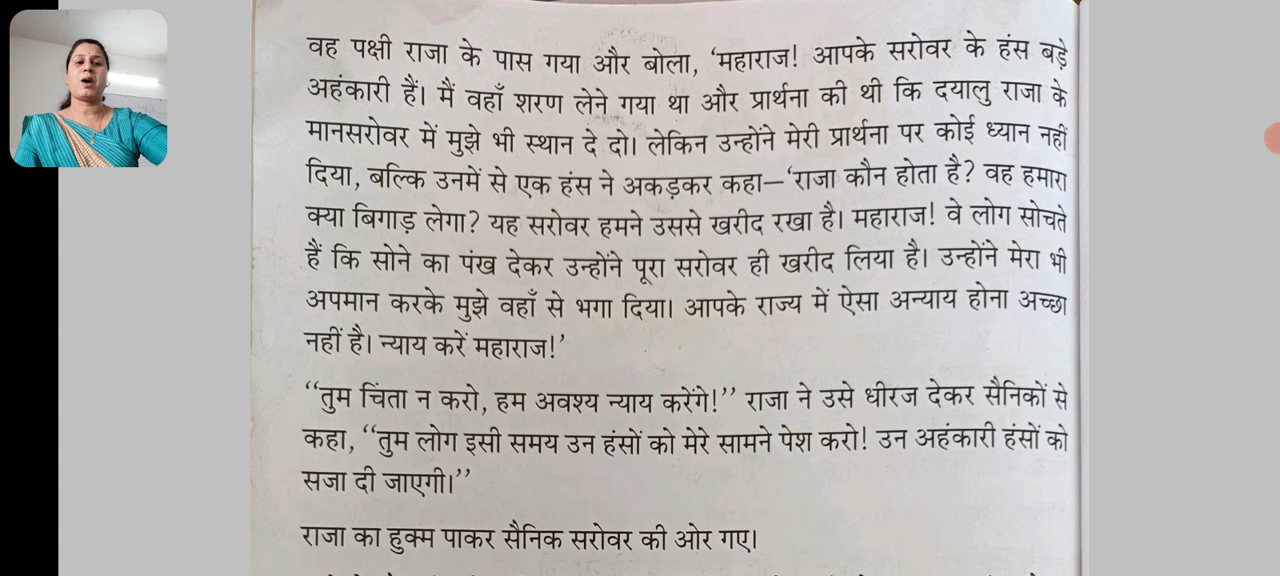 वह पक्षी राजा के पास गया और बोला, ‘महाराज! आपके सरोवर के हंस बड़े
अहंकारी हैं। मैं वहाँ शरण लेने गया था और प्रार्थना की थी कि दयालु राजा के
मानसरोवर में मुझे भी स्थान दे दो। लेकिन उन्होंने मेरी प्रार्थना पर कोई ध्यान नहीं
दिया, बल्कि उनमें से एक हंस ने अकड़कर कहा—‘राजा कौन होता है? वह हमारा
क्या बिगाड़ लेगा? यह सरोवर हमने उससे खरीद रखा है। महाराज! वे लोग सोचते
हैं कि सोने का पंख देकर उन्होंने पूरा सरोवर ही खरीद लिया है। उन्होंने मेरा भी
अपमान करके मुझे वहाँ से भगा दिया। आपके राज्य में ऐसा अन्याय होना अच्छा
नहीं है। न्याय करें महाराज!’
‘‘तुम चिंता न करो, हम अवश्य न्याय करेंगे!’’ राजा ने उसे धीरज देकर सैनिकों से
कहा, ‘‘तुम लोग इसी समय उन हंसों को मेरे सामने पेश करो! उन अहंकारी हंसों को
सजा दी जाएगी।’’
राजा का हुक्म पाकर सैनिक सरोवर की ओर गए।